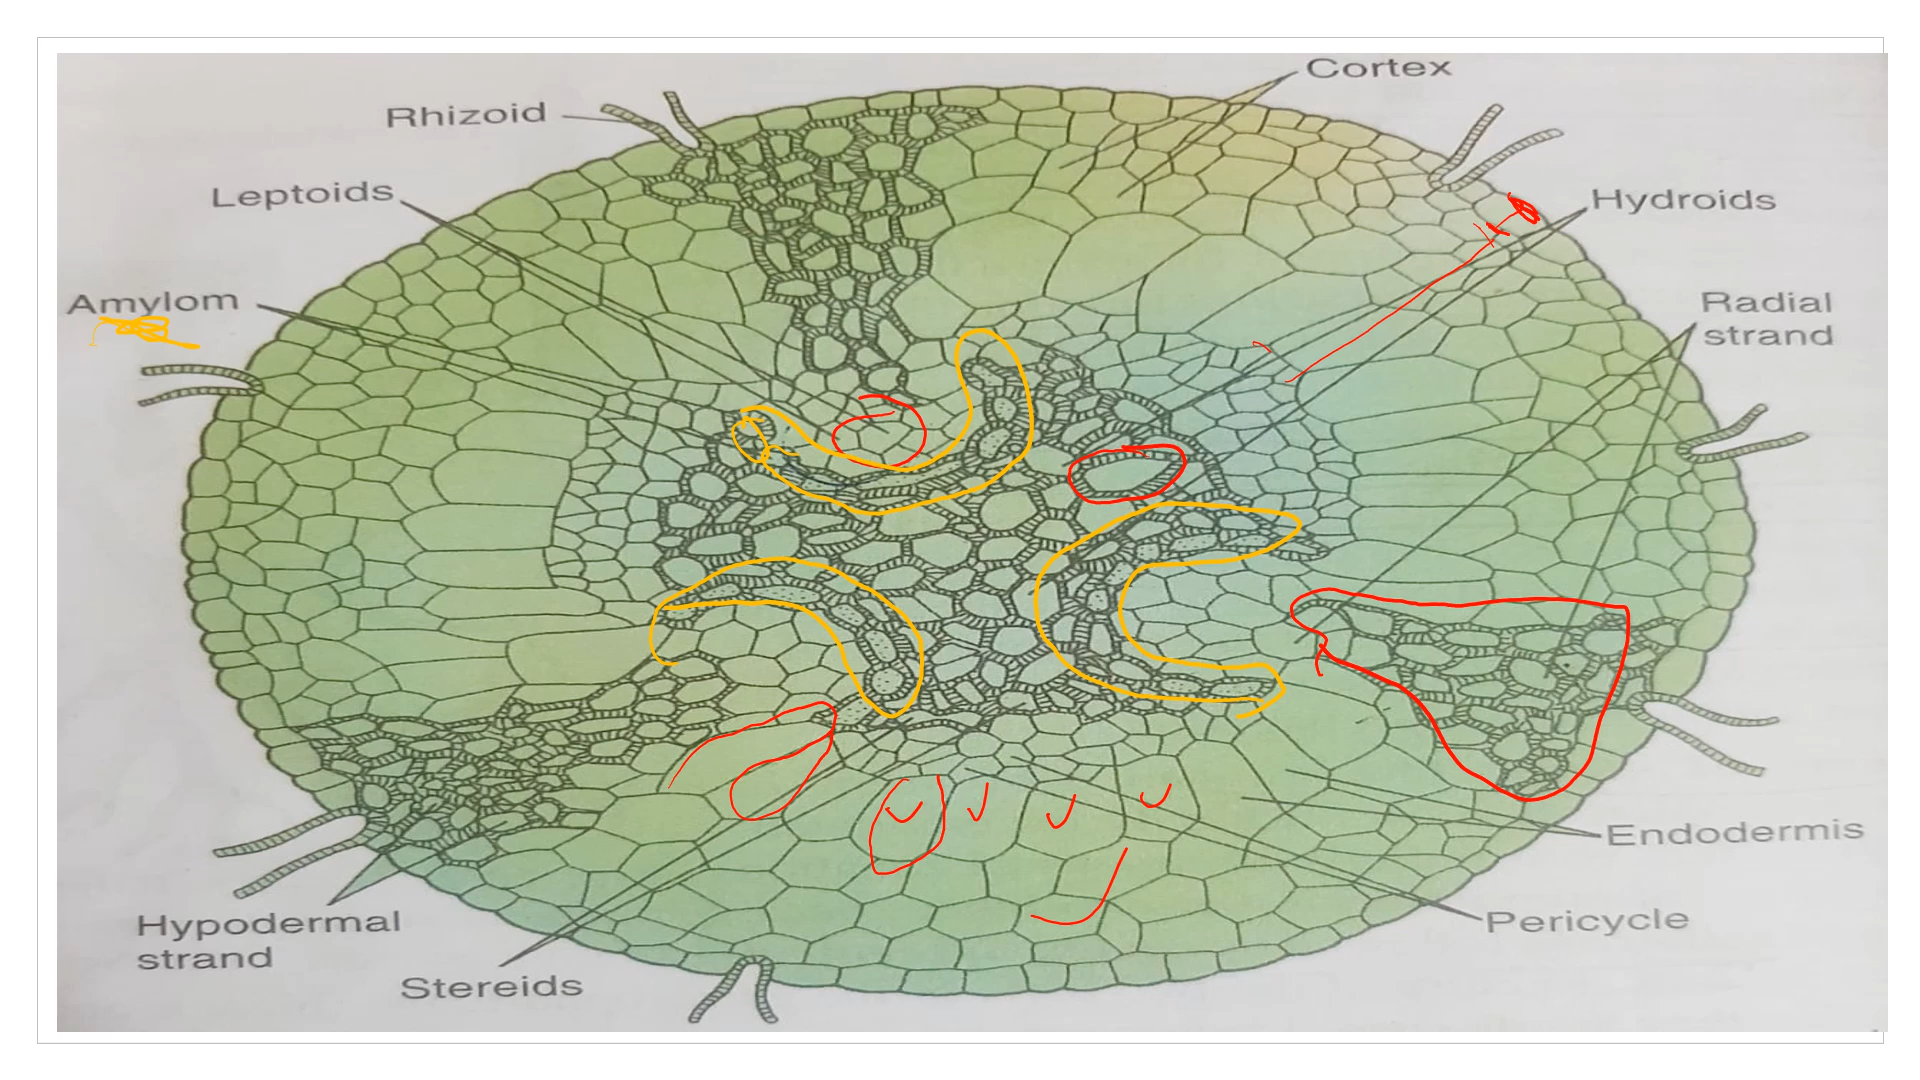 Cortex
Rhizoid
Leptoids
Hydroids
Amylom
Radial
strand
Endodermis
Hypodermal
strand
Pericycle
Stereids